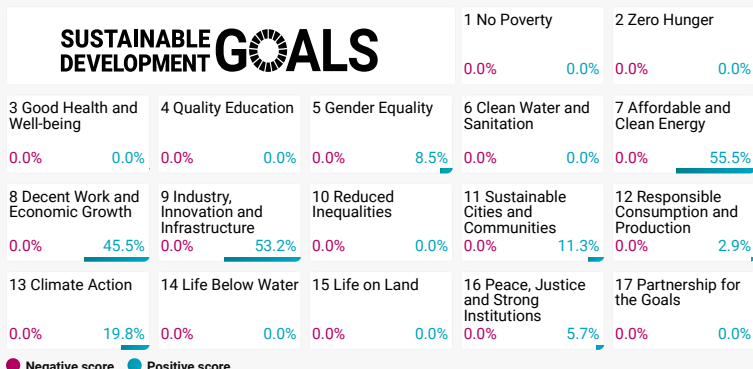 SUSTAINABLE
DEVELOPMENT GOALS
1 No Poverty
0.0% 0.0%
2 Zero Hunger
0.0% 0.0%
3 Good Health and
Well-being
0.0% 0.0%
4 Quality Education
0.0% 0.0%
5 Gender Equality
0.0% 8.5%
6 Clean Water and
Sanitation
0.0% 0.0%
7 Affordable and
Clean Energy
0.0% 55.5%
8 Decent Work and
Economic Growth
0.0% 45.5%
9 Industry,
Innovation and
Infrastructure
0.0% 53.2%
10 Reduced
Inequalities
0.0% 0.0%
11 Sustainable
Cities and
Communities
0.0% 11.3%
12 Responsible
Consumption and
Production
0.0% 2.9%
13 Climate Action
0.0% 19.8%
14 Life Below Water
0.0% 0.0%
15 Life on Land
0.0% 0.0%
16 Peace, Justice
and Strong
Institutions
0.0% 5.7%
17 Partnership for
the Goals
0.0% 0.0%
Negative score Positive score